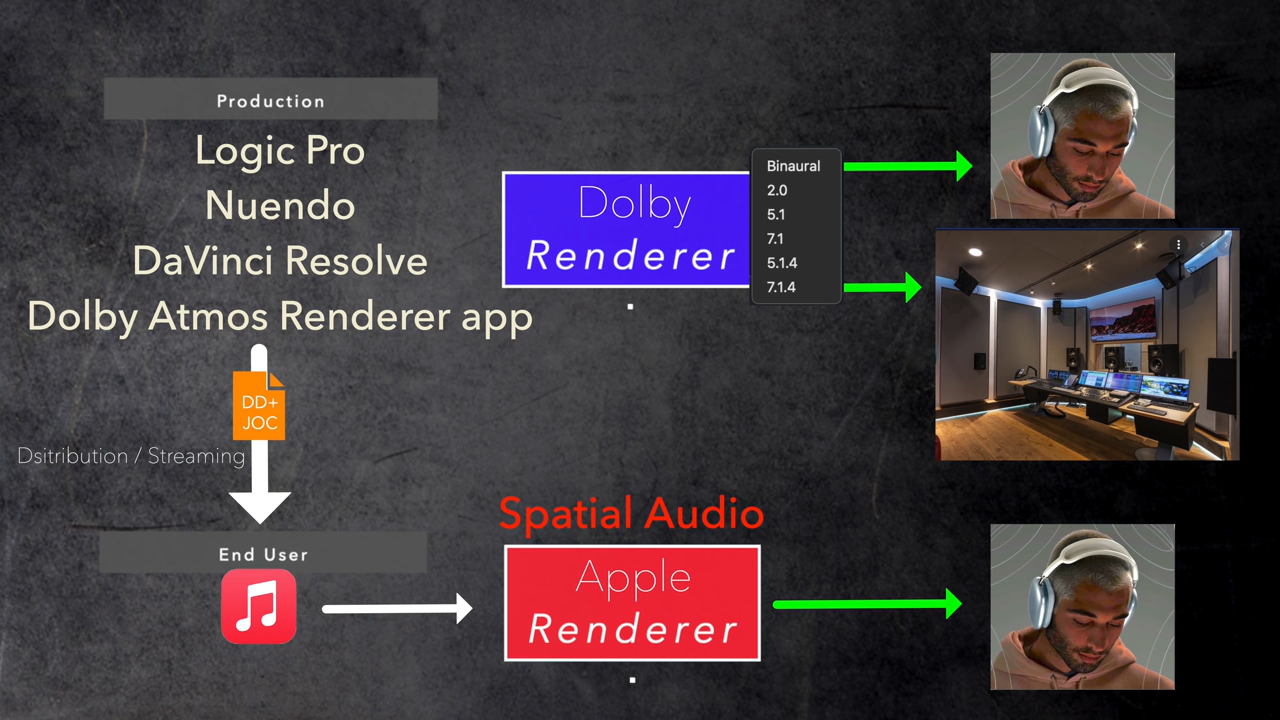 Production
Logic Pro
Nuendo
DaVinci Resolve
Dolby Atmos Renderer app
DD+
JOC
Dsitribution / Streaming
End User
Dolby
Renderer
Binaural
2.0
5.1
7.1
5.1.4
7.1.4
Spatial Audio
Apple
Renderer